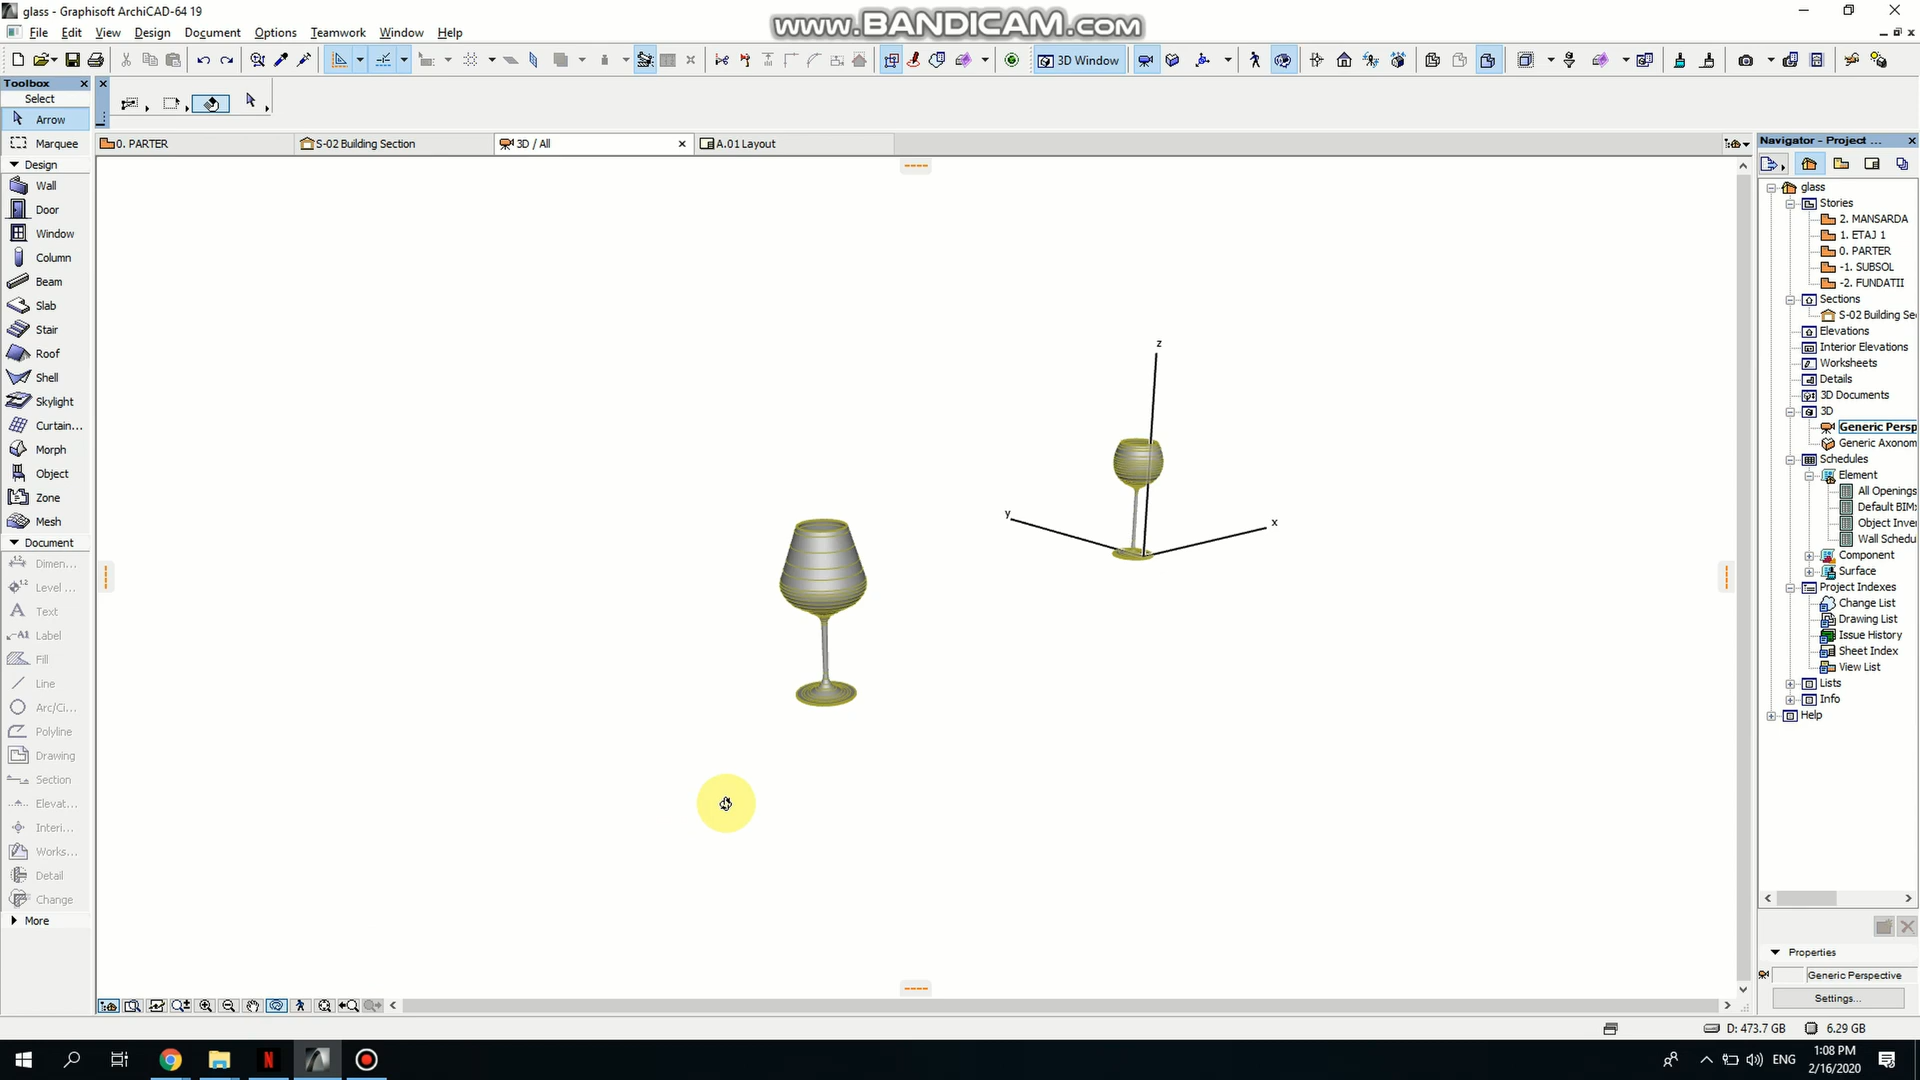 glass - Graphisoft ArchiCAD-64 19
www.BANDICAM.com
File Edit View Design Document Options Teamwork Window Help
3D Window
Toolbox
Select
Arrow
Marquee
Design
Wall
Door
Window
Column
Beam
Slab
Stair
Roof
Shell
Skylight
Curtain...
Morph
Object
Zone
Mesh
Document
Dimen...
Level ...
Text
Label
Fill
Line
Arc/Ci...
Polyline
Drawing
Section
Elevat...
Interi...
Works...
Detail
Change
More
0. PARTER
S-02 Building Section
3D / All
A.01 Layout
z
y
x
Navigator - Project ...
glass
Stories
2. MANSARDA
1. ETAJ 1
0. PARTER
-1. SUBSOL
-2. FUNDATII
Sections
S-02 Building Se
Elevations
Interior Elevations
Worksheets
Details
3D Documents
3D
Generic Persp
Generic Axonom
Schedules
Element
All Openings
Default BIM
Object Inve
Wall Schedu
Component
Surface
Project Indexes
Change List
Drawing List
Issue History
Sheet Index
View List
Lists
Info
Help
Properties
Generic Perspective
Settings...
D: 473.7 GB
6.29 GB
ENG
1:08 PM
2/16/2020